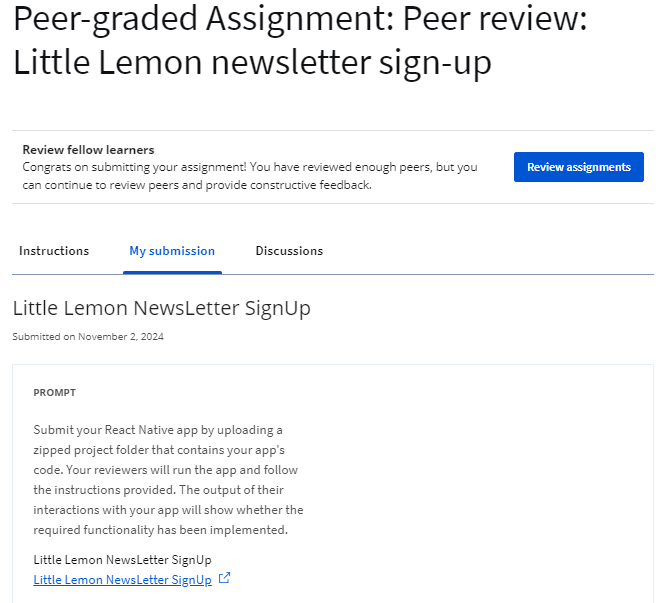 Peer-graded Assignment: Peer review:
Little Lemon newsletter sign-up
Review fellow learners
Congrats on submitting your assignment! You have reviewed enough peers, but you
can continue to review peers and provide constructive feedback.
Review assignments
Instructions
My submission
Discussions
Little Lemon NewsLetter SignUp
Submitted on November 2, 2024
PROMPT
Submit your React Native app by uploading a
zipped project folder that contains your app's
code. Your reviewers will run the app and follow
the instructions provided. The output of their
interactions with your app will show whether the
required functionality has been implemented.
Little Lemon NewsLetter SignUp
Little Lemon NewsLetter SignUp